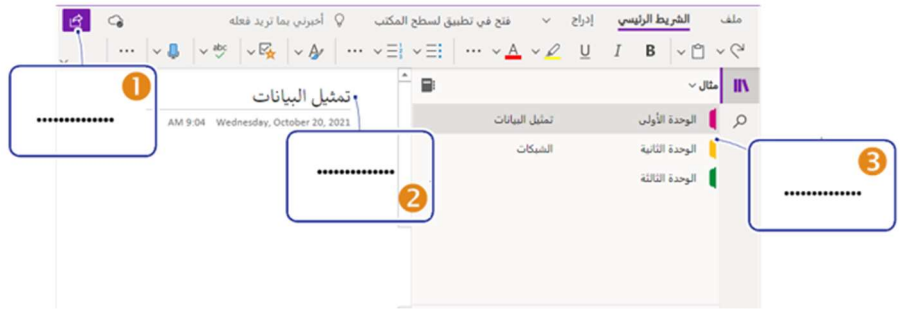 ملف الشريط الرئيسي إدراج فتح في تطبيق لسطح المكتب أخبرني بما تريد فعله
B I U A abc A
مثال
تمثيل البيانات
AM 9:04 Wednesday, October 20, 2021
الوحدة الأولى تمثيل البيانات
الوحدة الثانية الشبكات
الوحدة الثالثة
1 ..............
2 ..............
3 ..............